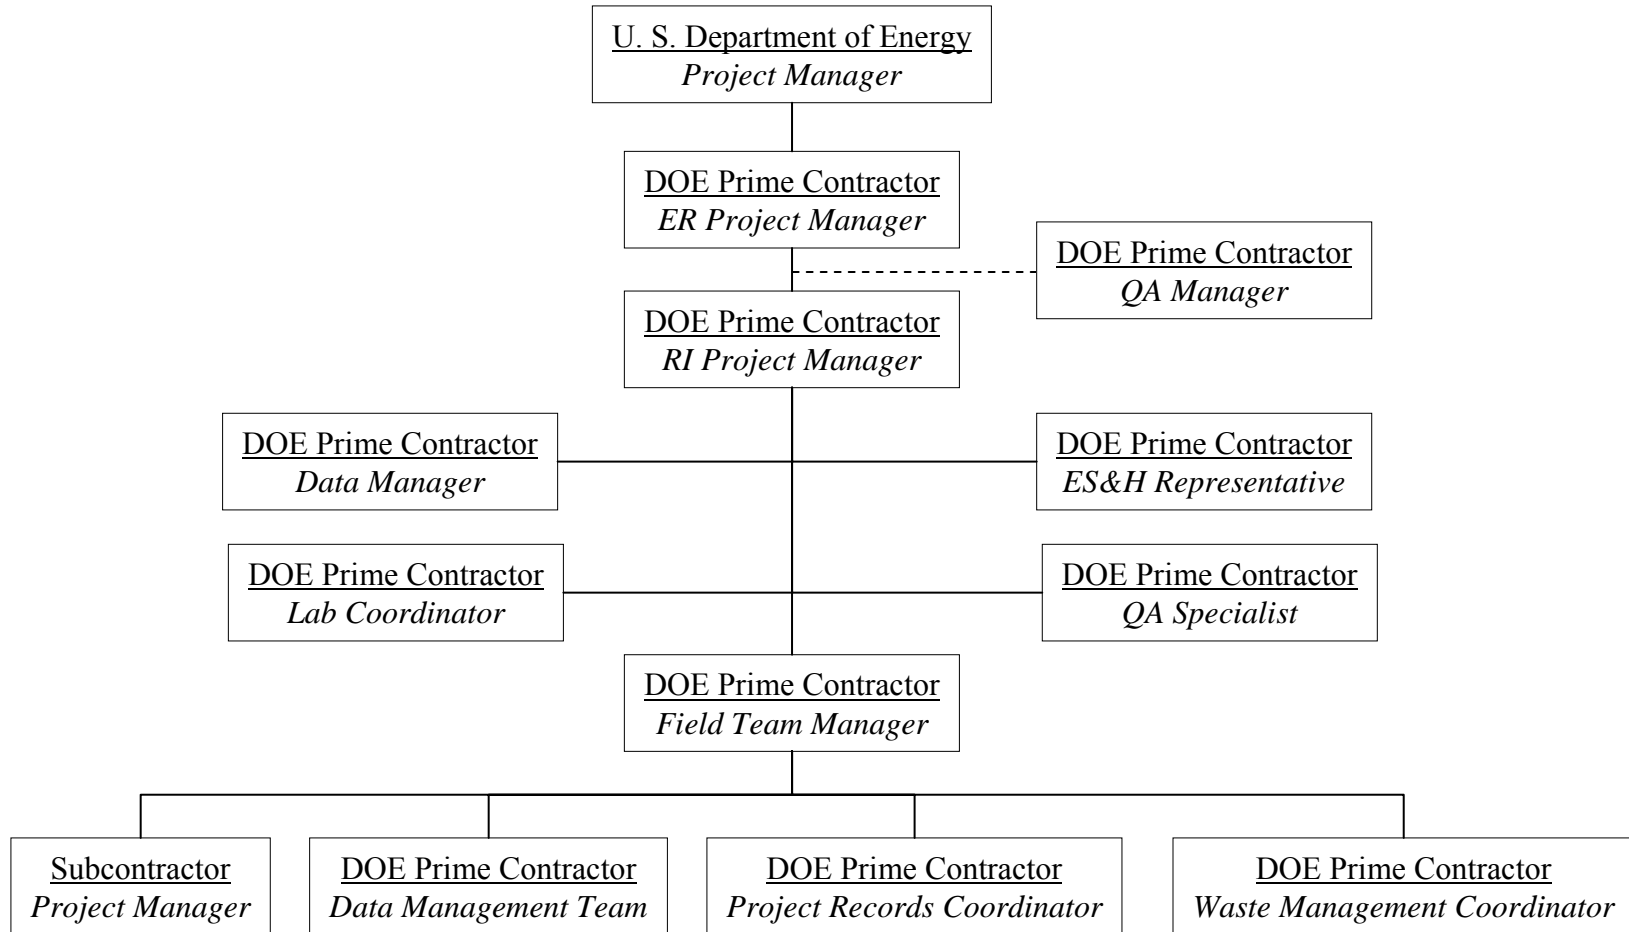 U. S. Department of Energy
Project Manager
DOE Prime Contractor
ER Project Manager
DOE Prime Contractor
QA Manager
DOE Prime Contractor
RI Project Manager
DOE Prime Contractor
Data Manager
DOE Prime Contractor
ES&H Representative
DOE Prime Contractor
Lab Coordinator
DOE Prime Contractor
QA Specialist
DOE Prime Contractor
Field Team Manager
Subcontractor
Project Manager
DOE Prime Contractor
Data Management Team
DOE Prime Contractor
Project Records Coordinator
DOE Prime Contractor
Waste Management Coordinator